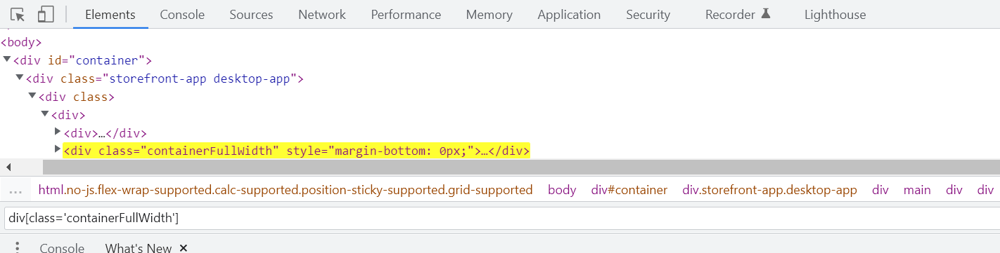 Elements Console Sources Network Performance Memory Application Security Recorder Lighthouse
<body>
<div id="container">
<div class="storefront-app desktop-app">
<div class>
<div>
<div>…</div>
<div class="containerFullWidth" style="margin-bottom: 0px;">…</div>
... html.no-js.flex-wrap-supported.calc-supported.position-sticky-supported.grid-supported body div#container div.storefront-app.desktop-app div main div div
div[class='containerFullWidth']
Console What's New ×